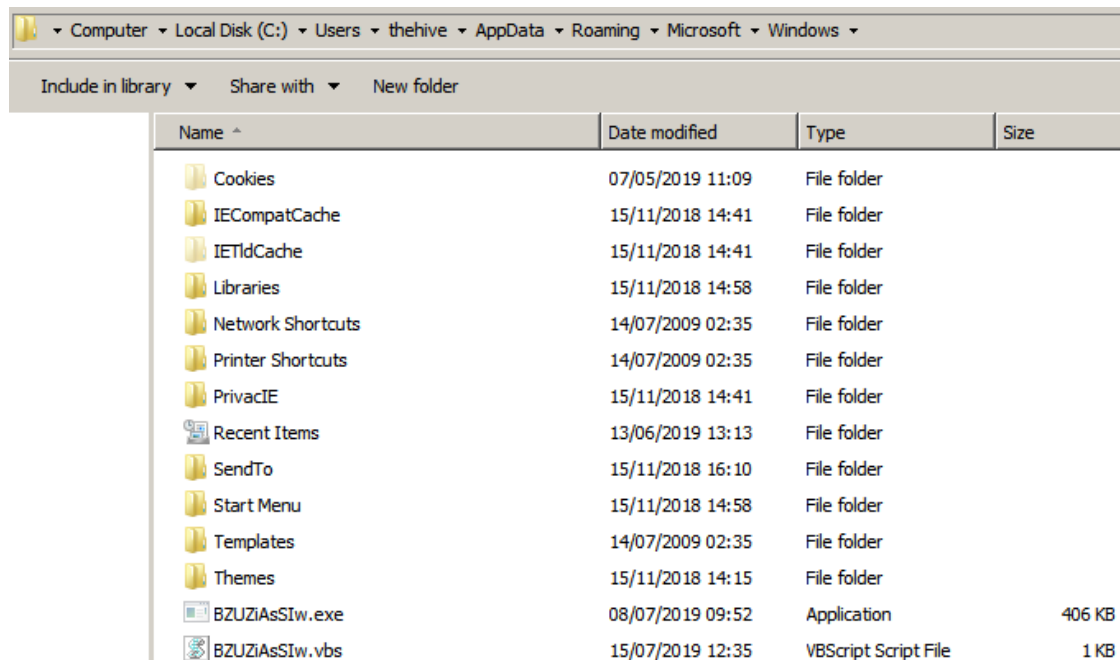 Computer Local Disk (C:) Users thehive AppData Roaming Microsoft Windows
Include in library Share with New folder
Name Date modified Type Size
Cookies 07/05/2019 11:09 File folder
IECompatCache 15/11/2018 14:41 File folder
IETldCache 15/11/2018 14:41 File folder
Libraries 15/11/2018 14:58 File folder
Network Shortcuts 14/07/2009 02:35 File folder
Printer Shortcuts 14/07/2009 02:35 File folder
PrivacIE 15/11/2018 14:41 File folder
Recent Items 13/06/2019 13:13 File folder
SendTo 15/11/2018 16:10 File folder
Start Menu 15/11/2018 14:58 File folder
Templates 14/07/2009 02:35 File folder
Themes 15/11/2018 14:15 File folder
BZUZiAsSIw.exe 08/07/2019 09:52 Application 406 KB
BZUZiAsSIw.vbs 15/07/2019 12:35 VBScript Script File 1 KB